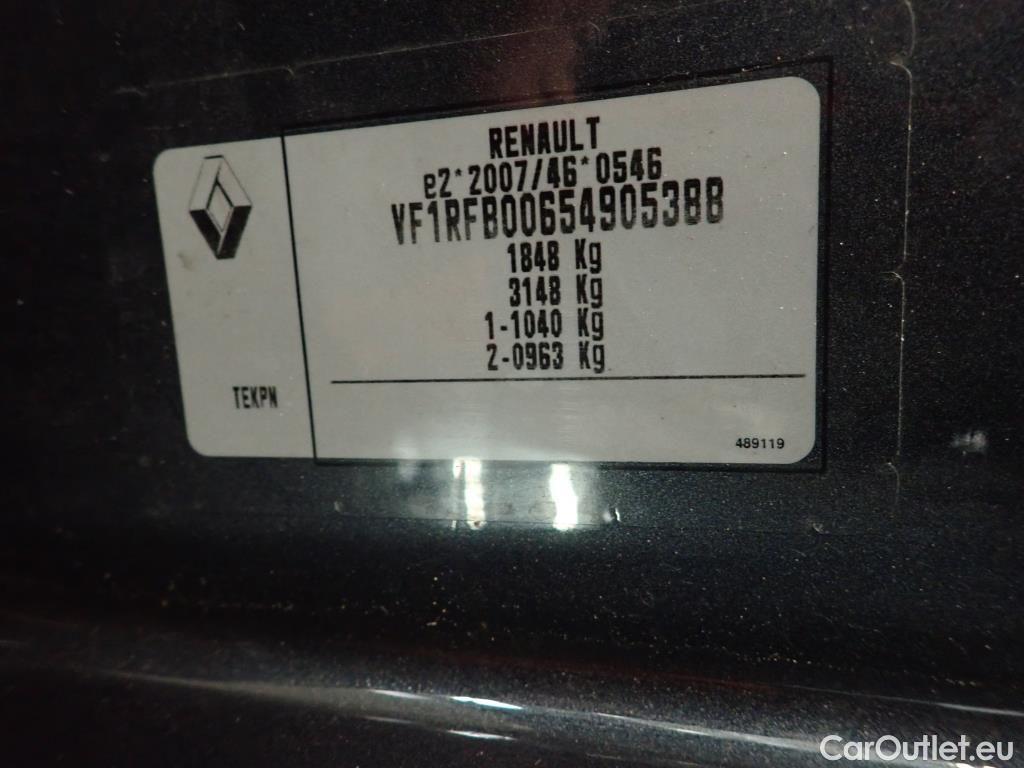 RENAULT
e2*2007/46*0546
VF1RFB00654905388
1848 Kg
3148 Kg
1-1040 Kg
2-0963 Kg
TEKPN
489119
CarOutlet.eu